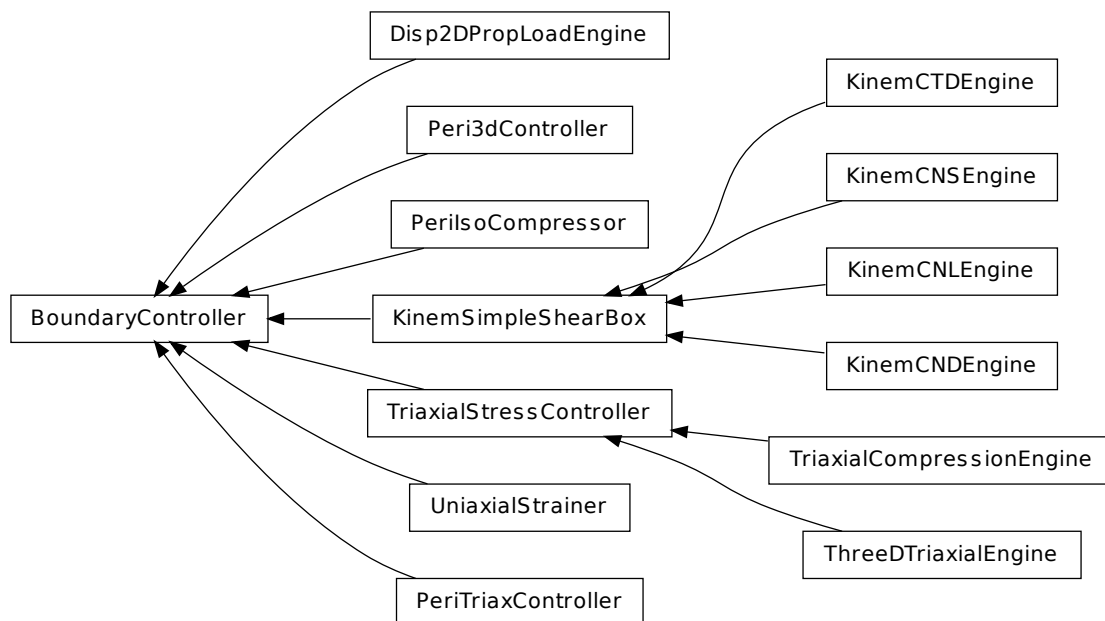 Disp2DPropLoadEngine
KinemCTDEngine
Peri3dController
KinemCNSEngine
PeriIsoCompressor
KinemCNLEngine
BoundaryController
KinemSimpleShearBox
KinemCNDEngine
TriaxialStressController
TriaxialCompressionEngine
UniaxialStrainer
ThreeDTriaxialEngine
PeriTriaxController